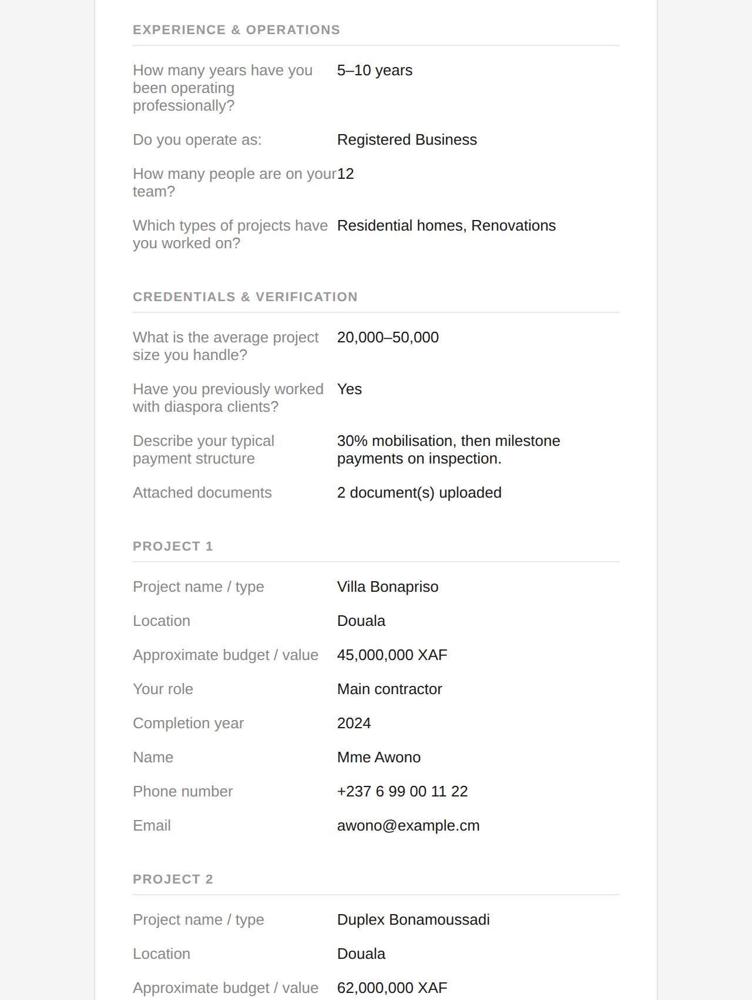 EXPERIENCE & OPERATIONS
How many years have you
been operating
professionally?
5–10 years
Do you operate as:
Registered Business
How many people are on your
team?
12
Which types of projects have
you worked on?
Residential homes, Renovations
CREDENTIALS & VERIFICATION
What is the average project
size you handle?
20,000–50,000
Have you previously worked
with diaspora clients?
Yes
Describe your typical
payment structure
30% mobilisation, then milestone
payments on inspection.
Attached documents
2 document(s) uploaded
PROJECT 1
Project name / type
Villa Bonapriso
Location
Douala
Approximate budget / value
45,000,000 XAF
Your role
Main contractor
Completion year
2024
Name
Mme Awono
Phone number
+237 6 99 00 11 22
Email
awono@example.cm
PROJECT 2
Project name / type
Duplex Bonamoussadi
Location
Douala
Approximate budget / value
62,000,000 XAF